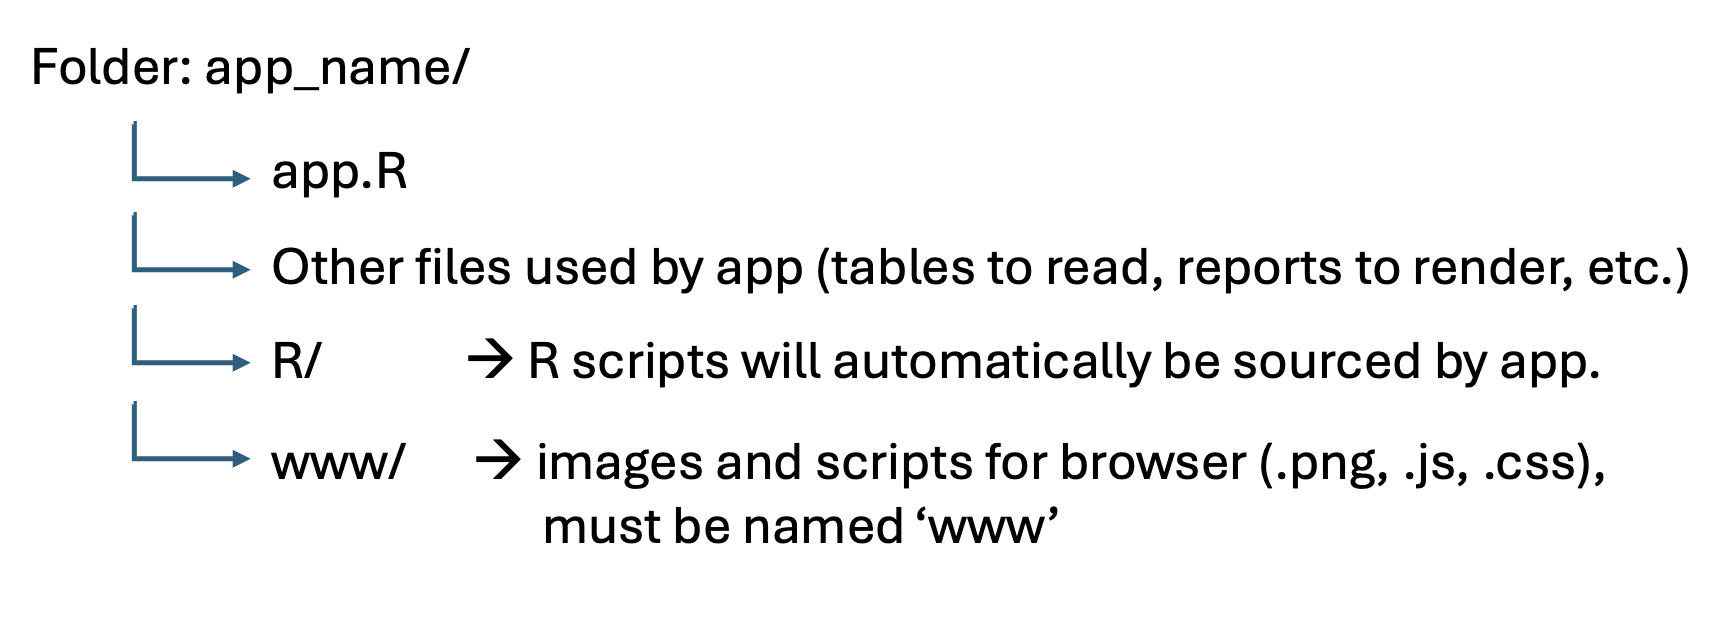 Folder: app_name/
app.R
Other files used by app (tables to read, reports to render, etc.)
R/ → R scripts will automatically be sourced by app.
www/ → images and scripts for browser (.png, .js, .css),
must be named ‘www’